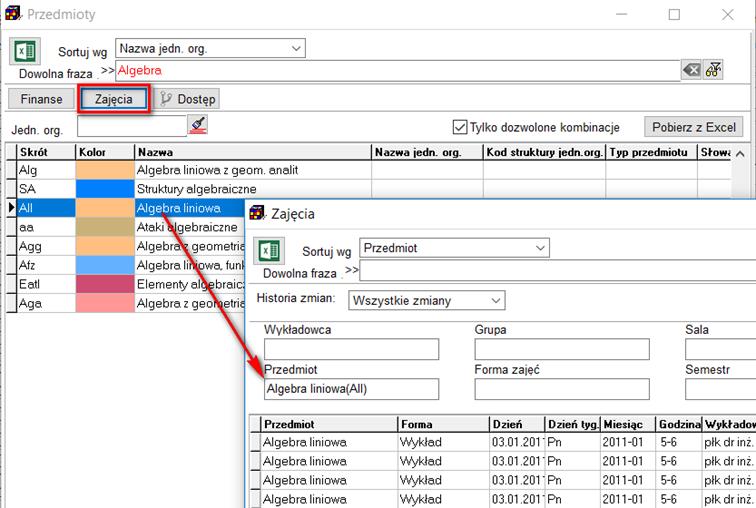 Przedmioty
Sortuj wg Nazwa jedn. org.
Dowolna fraza . >> Algebra
Finanse Zajęcia Dostęp
Jedn. org. Tylko dozwolone kombinacje Pobierz z Excel
Skrót Kolor Nazwa Nazwa jedn. org. Kod struktury jedn.org. Typ przedmiotu
Alg Algebra liniowa z geom. analit
SA Struktury algebraiczne
All Algebra liniowa
aa Ataki algebraiczne
Agg Algebra z geometria
Afz Algebra liniowa,
Eatl Elementy
Aga Algebra z geometria
Zajęcia
Sortuj wg Przedmiot
Dowolna fraza . >>
Historia zmian: Wszystkie zmiany
Wykładowca Grupa Sala
Przedmiot Forma zajęć Semestr
Algebra liniowa(All)
Przedmiot Forma Dzień Dzień tyg. Miesiąc Godzina
Algebra liniowa Wykład 03.01.201 Pn 2011-01 5-6 płk dr inż.
Algebra liniowa Wykład 03.01.201 Pn 2011-01 5-6 płk dr inż.
Algebra liniowa Wykład 03.01.201 Pn 2011-01 5-6 płk dr inż.
Algebra liniowa Wykład 03.01.201 Pn 2011-01 5-6 płk dr inż.